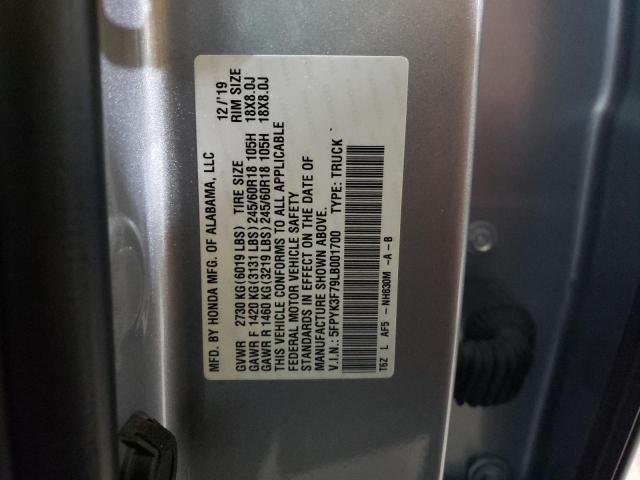 MFD. BY HONDA MFG. OF ALABAMA, LLC 12/'19
GVWR 2730 KG(6019 LBS) TIRE SIZE RIM SIZE
GAWR F 1420 KG(3131 LBS)245/60R18 105H 18X8.0J
GAWR R 1460 KG(3219 LBS)245/60R18 105H 18X8.0J
THIS VEHICLE CONFORMS TO ALL APPLICABLE
FEDERAL MOTOR VEHICLE SAFETY
STANDARDS IN EFFECT ON THE DATE OF
MANUFACTURE SHOWN ABOVE.
V.I.N.: 5FPYK3F79LB001700 TYPE: TRUCK
T6Z L AF5 -NH830M -A -B